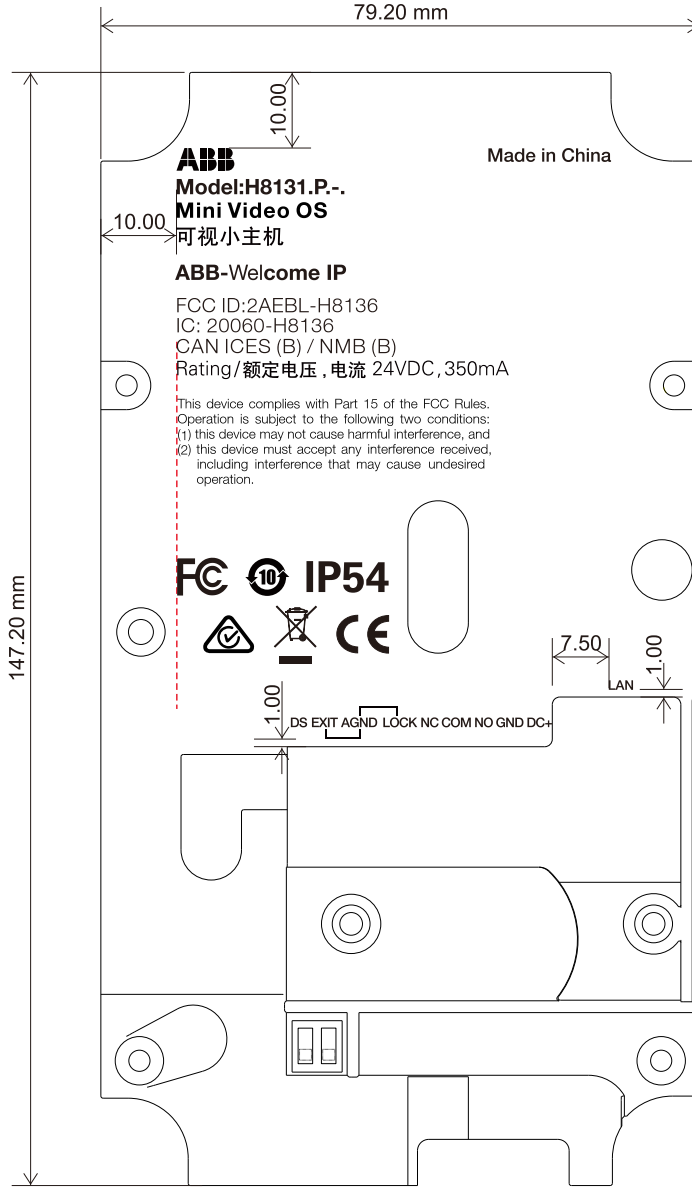 79.20 mm
10.00
ABB
Made in China
Model:H8131.P.-.
Mini Video OS
10.00
可视小主机
ABB-Welcome IP
FCC ID:2AEBL-H8136
IC: 20060-H8136
CAN ICES (B) / NMB (B)
Rating/额定电压,电流 24VDC,350mA
This device complies with Part 15 of the FCC Rules.
Operation is subject to the following two conditions:
(1) this device may not cause harmful interference, and
(2) this device must accept any interference received,
including interference that may cause undesired
operation.
FC 10 IP54
147.20 mm
CE
7.50
1.00
LAN
1.00
DS EXIT AGND LOCK NC COM NO GND DC+